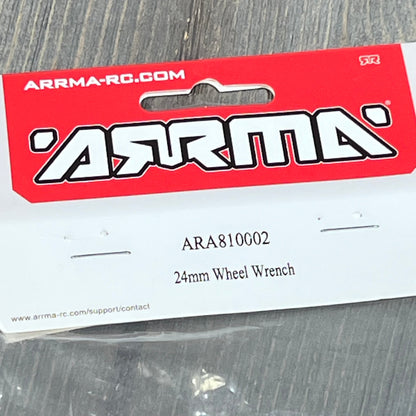 ARRMA-RC.COM
ARRMA®
ARA810002
24mm Wheel Wrench
www.arrma-rc.com/support/contact